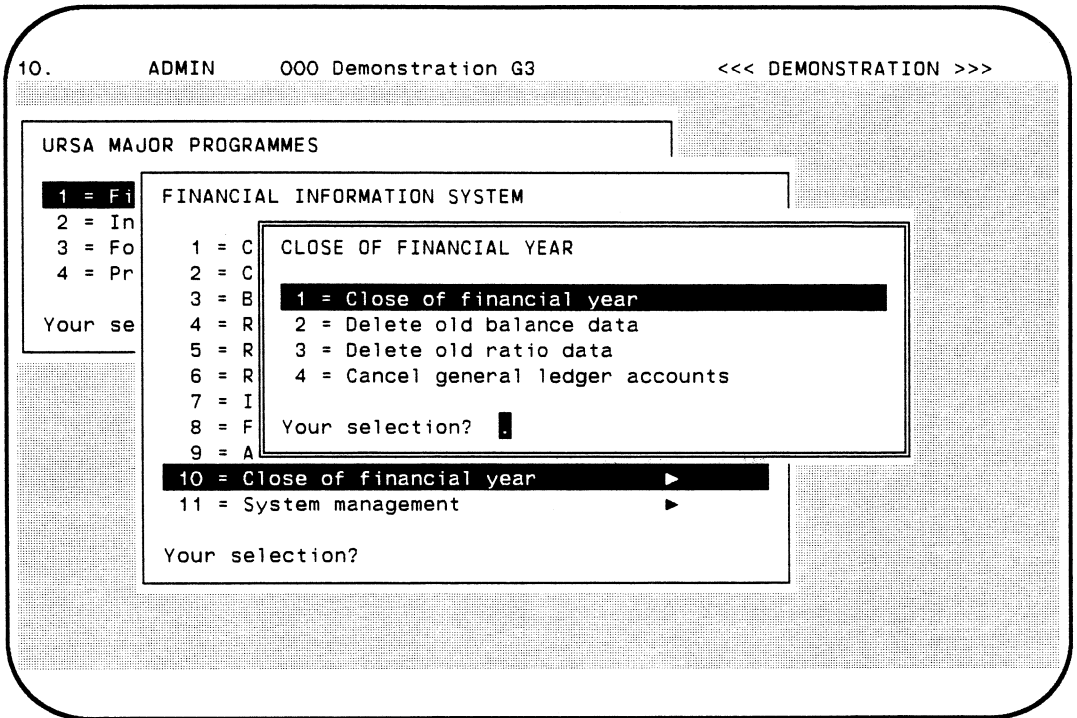 10. ADMIN 000 Demonstration G3 <<< DEMONSTRATION >>>
URSA MAJOR PROGRAMMES
1 = Fi
2 = In
3 = Fo
4 = Pr
Your se
FINANCIAL INFORMATION SYSTEM
1 = C
2 = C
3 = B
4 = R
5 = R
6 = R
7 = I
8 = F
9 = A
10 = Close of financial year ►
11 = System management ►
Your selection?
CLOSE OF FINANCIAL YEAR
1 = Close of financial year
2 = Delete old balance data
3 = Delete old ratio data
4 = Cancel general ledger accounts
Your selection? .